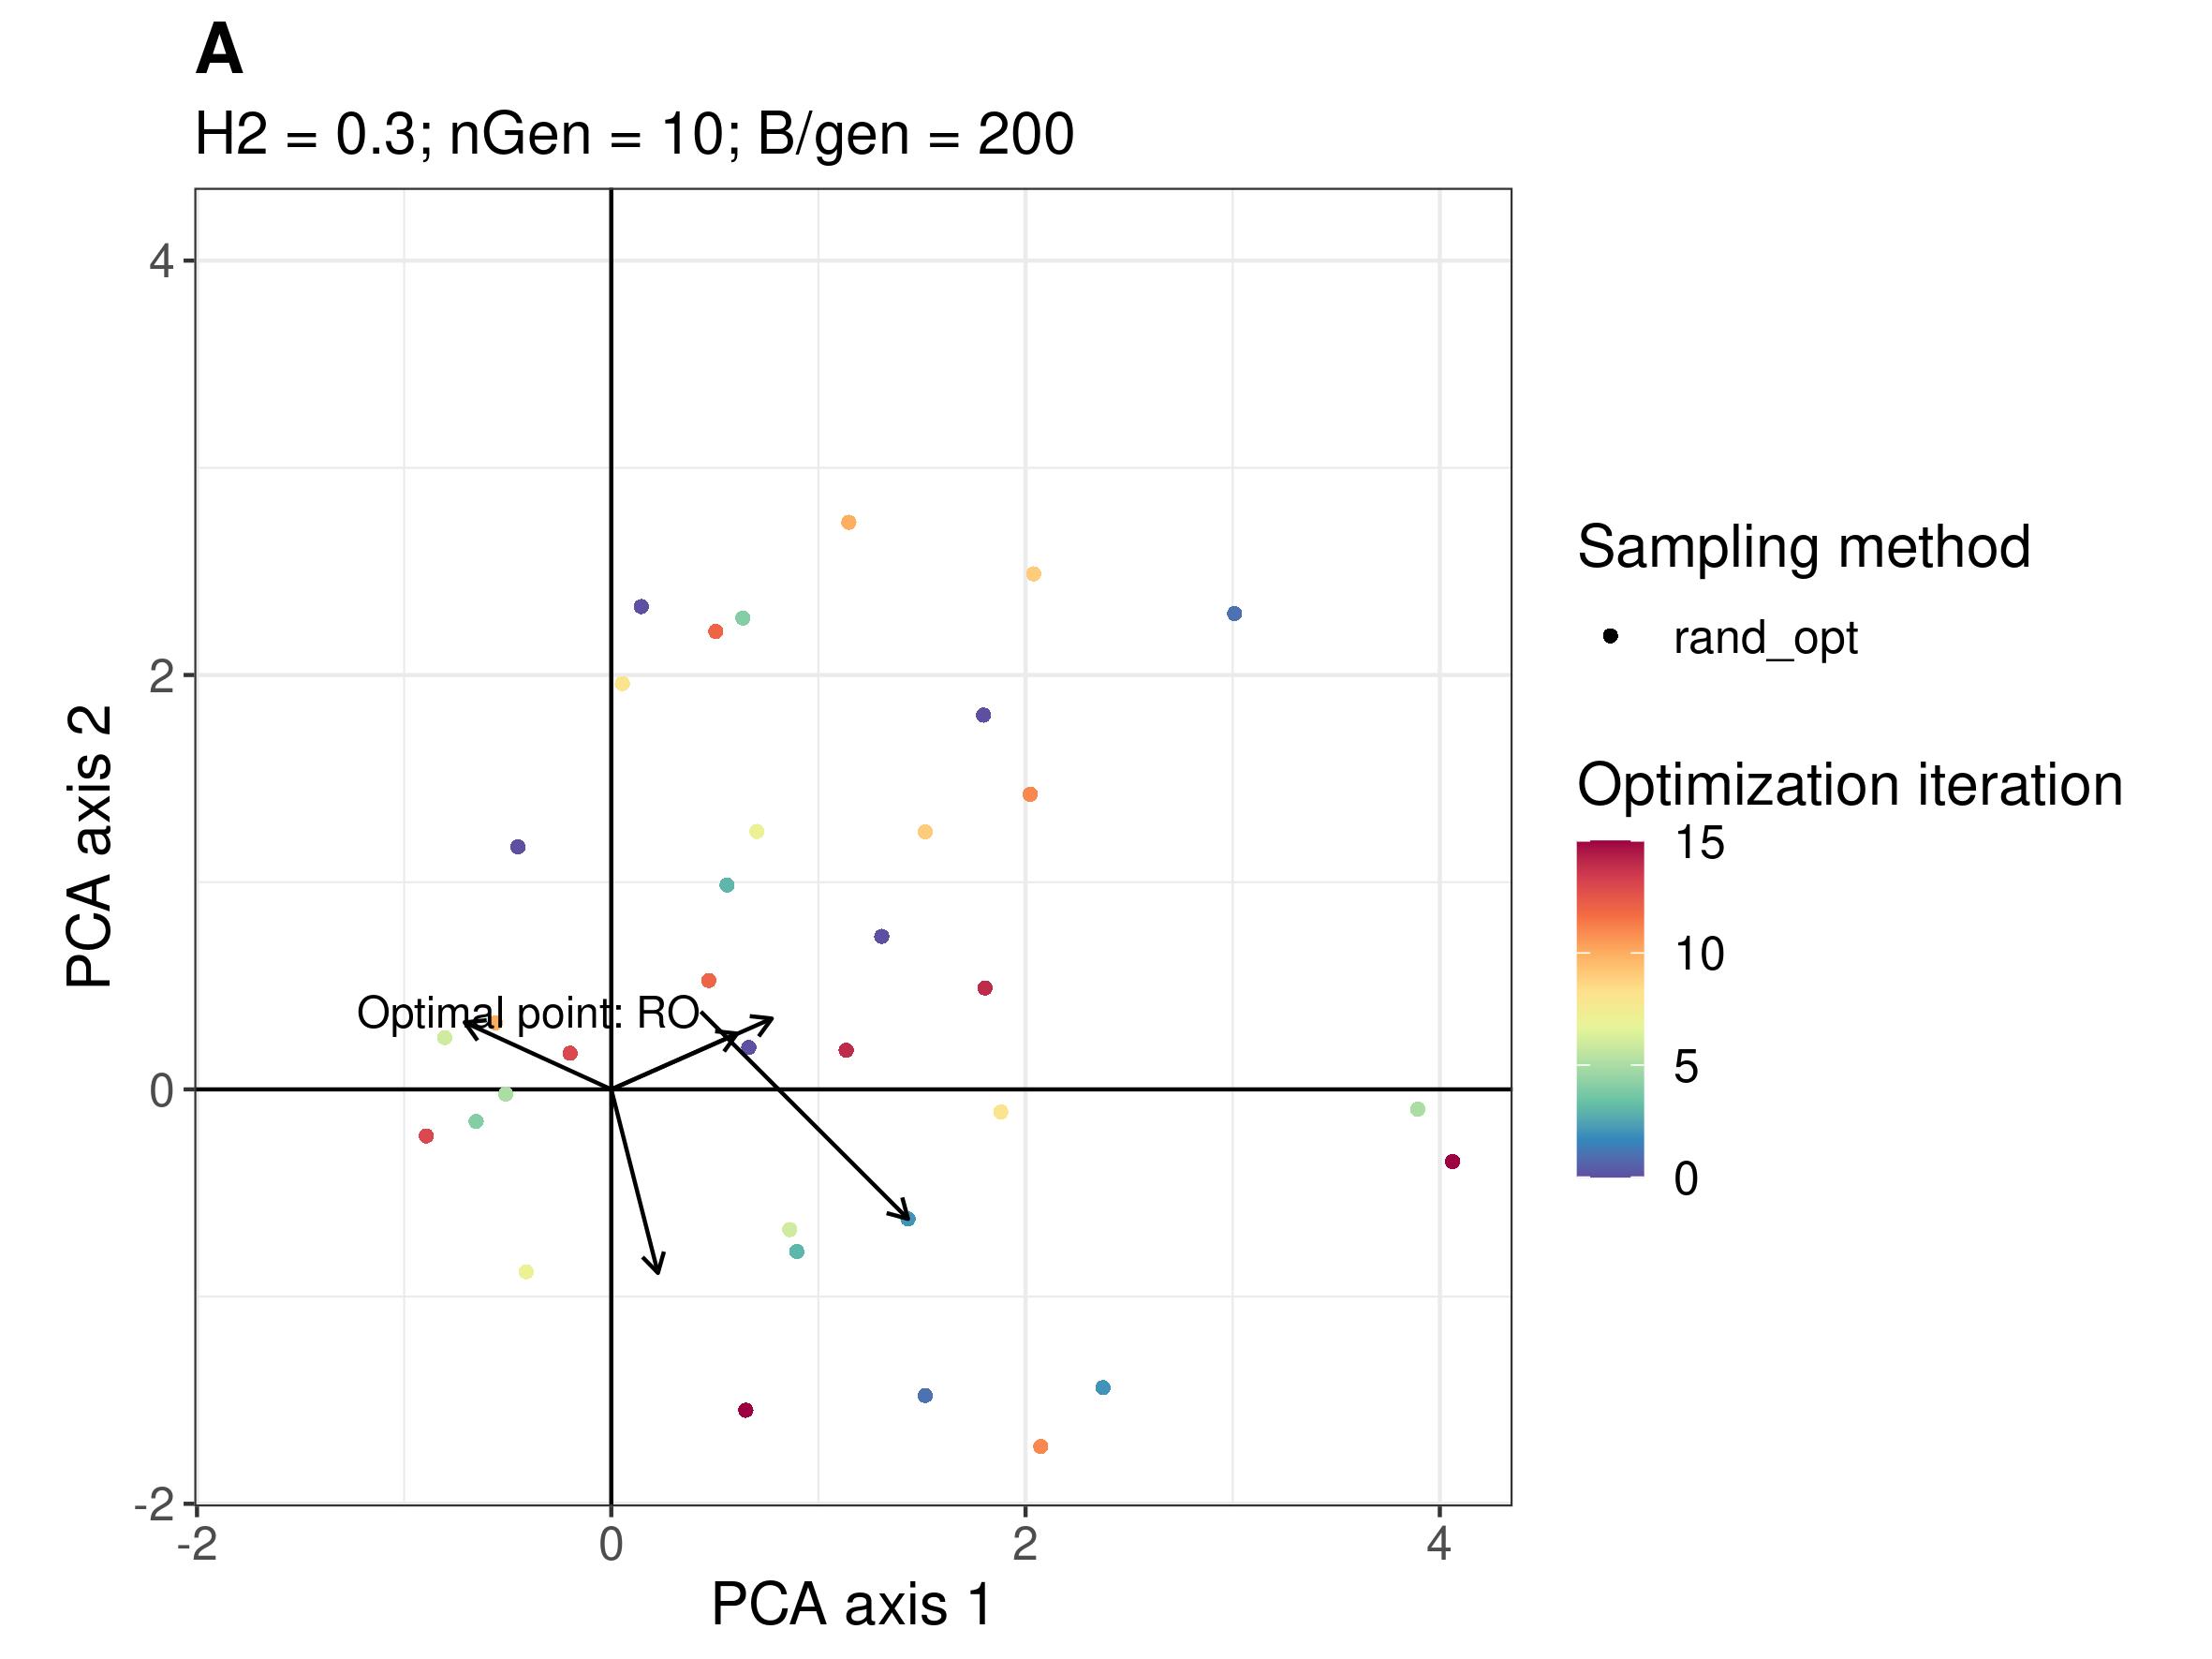 A
H2 = 0.3; nGen = 10; B/gen = 200
4
2
0
-2
PCA axis 2
Optimal point: RO
-2
0
2
4
PCA axis 1
Sampling method
rand_opt
Optimization iteration
15
10
5
0